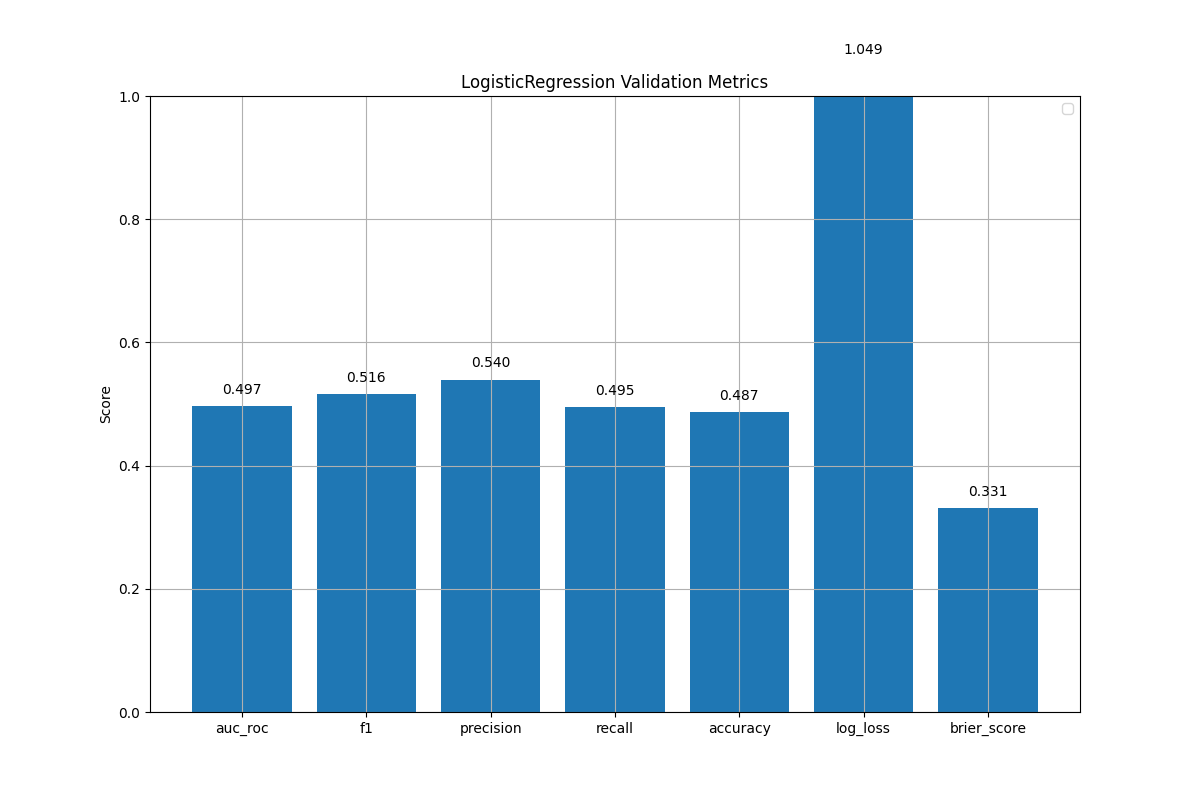 1.049
LogisticRegression Validation Metrics
1.0
0.8
0.6
0.4
0.2
0.0
Score
0.497
0.516
0.540
0.495
0.487
0.331
auc_roc
f1
precision
recall
accuracy
log_loss
brier_score